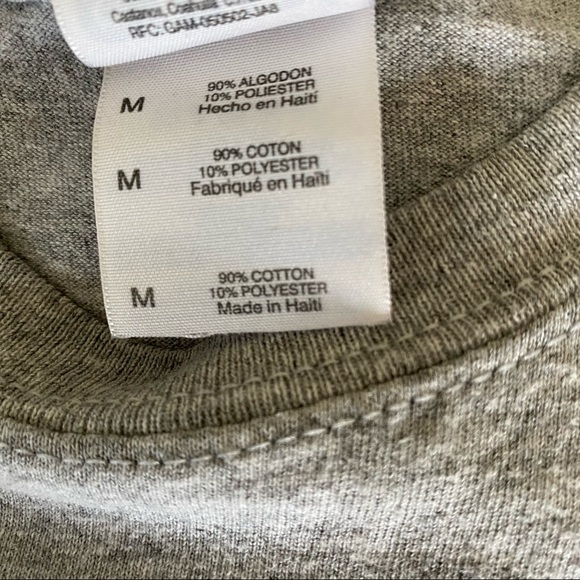 Castanos, Coahuila
RFC: GAM-050502-JA8
M
90% ALGODON
10% POLIESTER
Hecho en Haití
M
90% COTON
10% POLYESTER
Fabriqué en Haïti
M
90% COTTON
10% POLYESTER
Made in Haiti